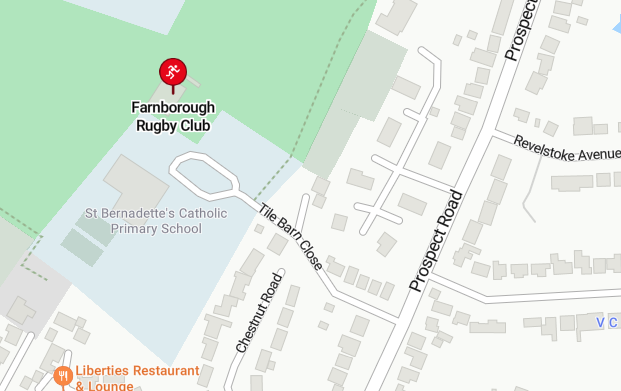 Prospect
Farnborough
Rugby Club
Revelstoke Avenue
St Bernadette's Catholic
Primary School
Tile Barn Close
Prospect Road
Chestnut Road
V C
Liberties Restaurant
& Lounge